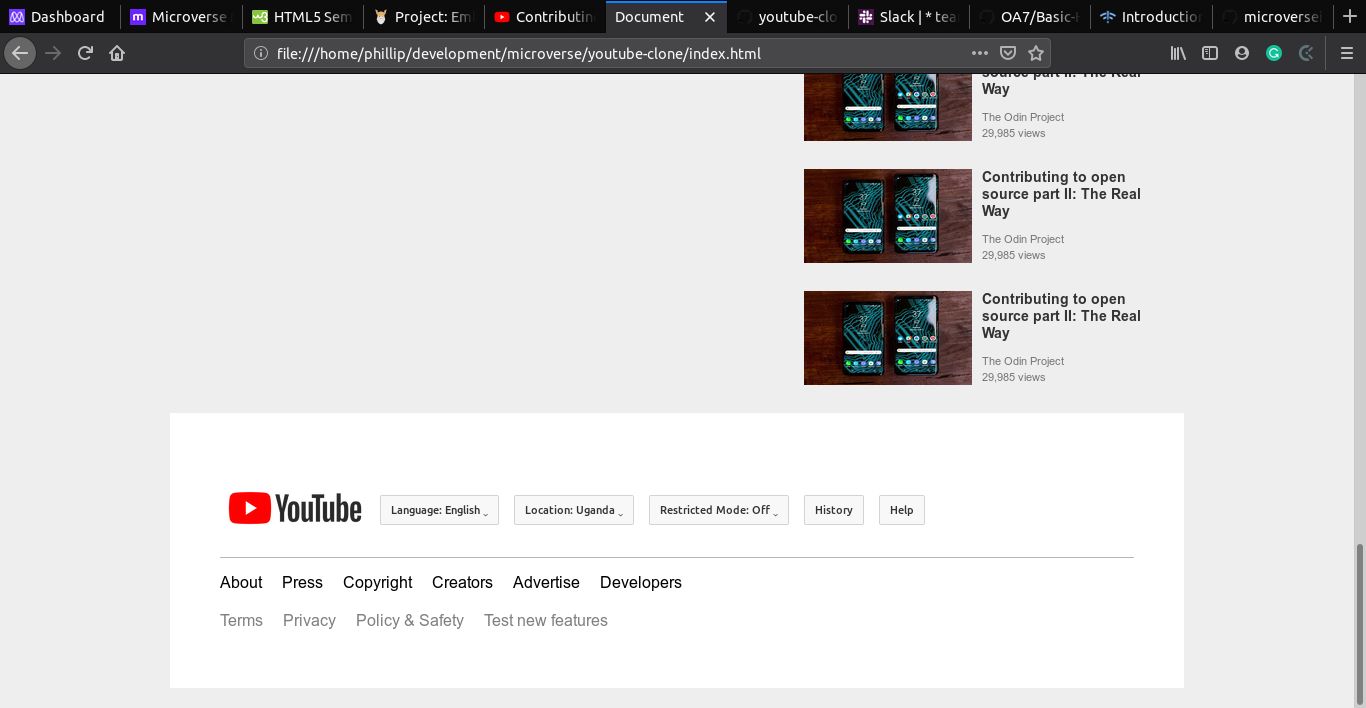 Dashboard Microverse HTML5 Sem Project: Em Contributin Document youtube-clo Slack | * tea OA7/Basic-H Introduction microversei
file:///home/phillip/development/microverse/youtube-clone/index.html
source part II: The Real
Way
The Odin Project
29,985 views
Contributing to open
source part II: The Real
Way
The Odin Project
29,985 views
Contributing to open
source part II: The Real
Way
The Odin Project
29,985 views
YouTube Language: English Location: Uganda Restricted Mode: Off History Help
About Press Copyright Creators Advertise Developers
Terms Privacy Policy & Safety Test new features